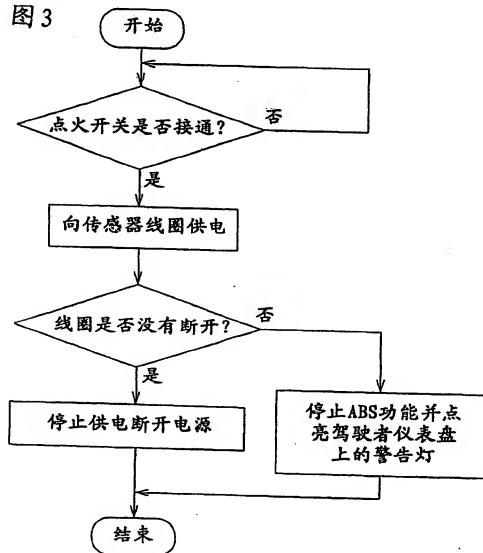 图3
开始
点火开关是否接通?
否
是
向传感器线圈供电
线圈是否没有断开?
否
是
停止供电断开电源
停止ABS功能并点
亮驾驶者仪表盘
上的警告灯
结束